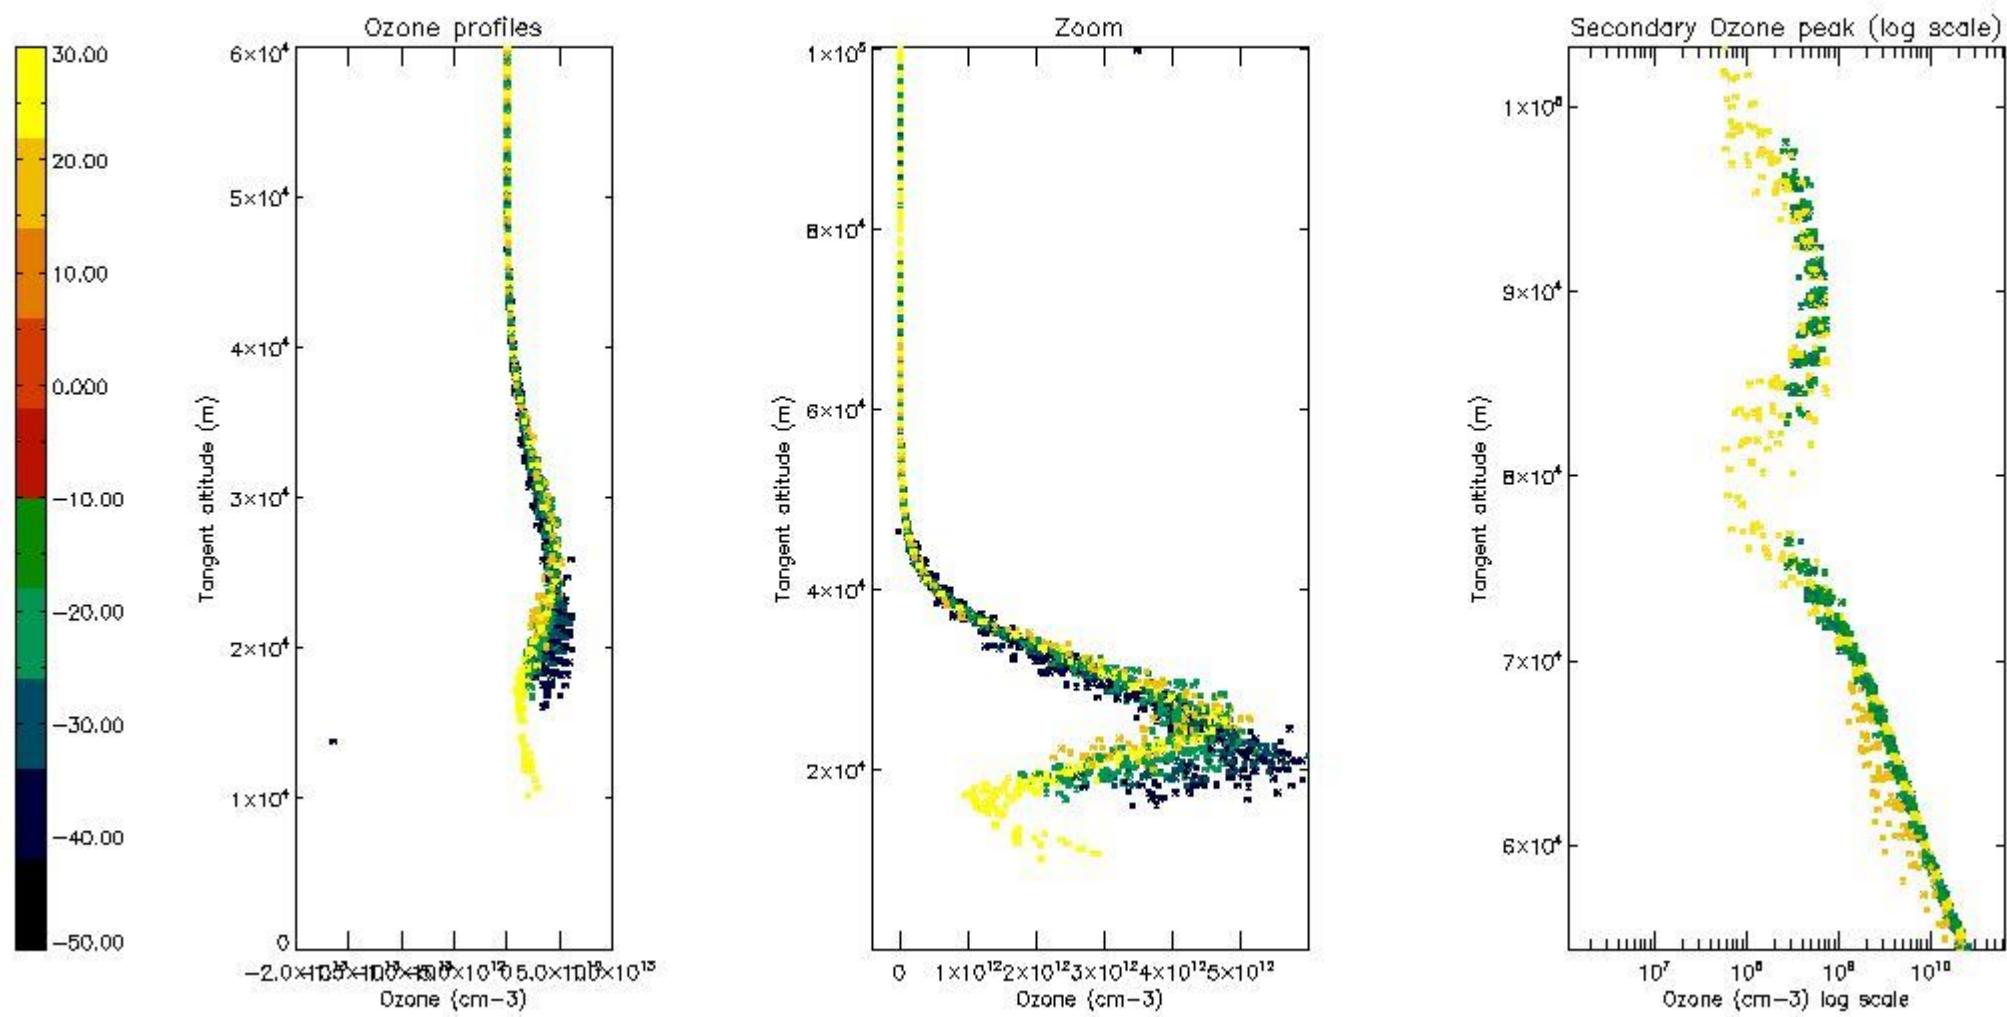 Ozone profiles
Zoom
Secondary Ozone peak (log scale)
30.00
20.00
10.00
0.000
−10.00
−20.00
−30.00
−40.00
−50.00
6×10⁴
5×10⁴
4×10⁴
3×10⁴
2×10⁴
1×10⁴
0
Tangent altitude (m)
5.0×10
Ozone (cm−3)
1×10⁵
8×10⁴
6×10⁴
4×10⁴
2×10⁴
Tangent altitude (m)
0 1×10¹² 2×10¹² 3×10¹² 4×10¹² 5×10¹²
Ozone (cm−3)
9×10⁴
8×10⁴
7×10⁴
6×10⁴
Tangent altitude (m)
10⁷ 10⁸ 10⁹ 10¹⁰
Ozone (cm−3) log scale